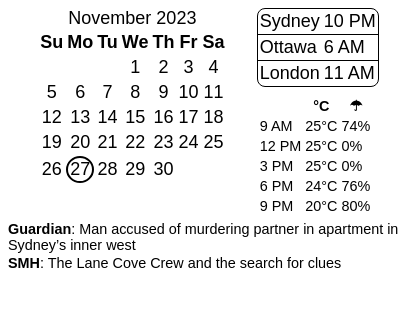 November 2023
Su Mo Tu We Th Fr Sa
1 2 3 4
5 6 7 8 9 10 11
12 13 14 15 16 17 18
19 20 21 22 23 24 25
26 27 28 29 30
Sydney 10 PM
Ottawa 6 AM
London 11 AM
°C ☂
9 AM 25°C 74%
12 PM 25°C 0%
3 PM 25°C 0%
6 PM 24°C 76%
9 PM 20°C 80%
Guardian: Man accused of murdering partner in apartment in
Sydney’s inner west
SMH: The Lane Cove Crew and the search for clues